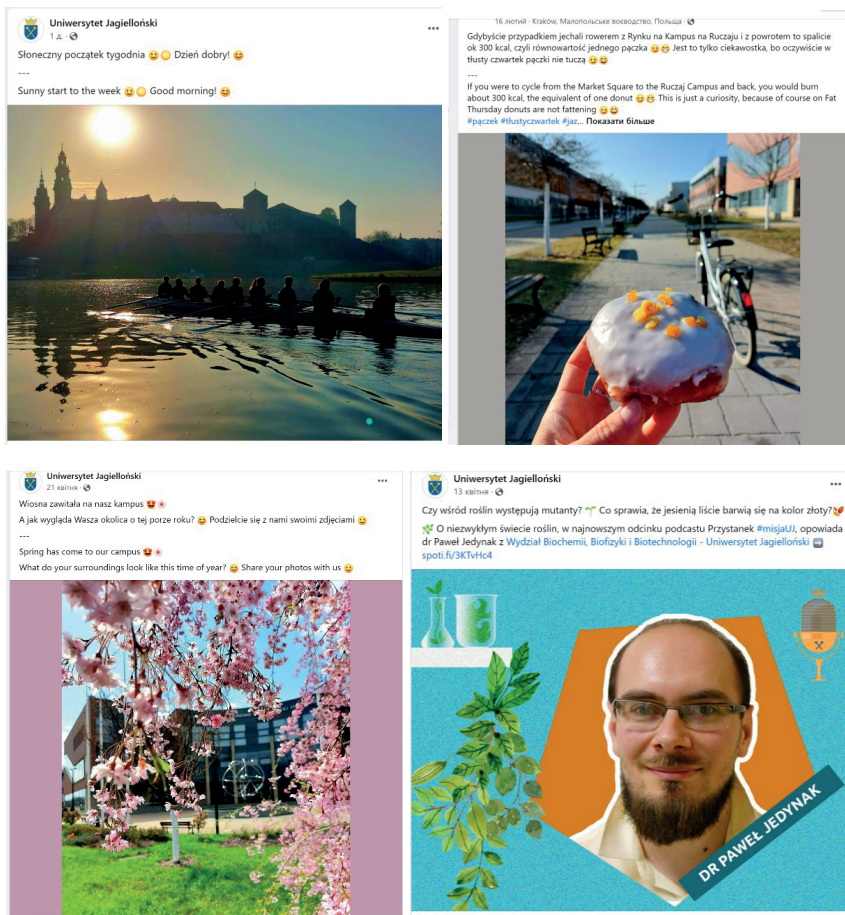 Uniwersytet Jagielloński
1 д. ·
Słoneczny początek tygodnia 😀🌞 Dzień dobry! 😊
---
Sunny start to the week 😀🌞 Good morning! 😊
16 лютий · Kraków, Малопольське воєводство, Польща ·
Gdybyście przypadkiem jechali rowerem z Rynku na Kampus na Ruczaju i z powrotem to spalicie
ok 300 kcal, czyli równowartość jednego pączka 😉😁 Jest to tylko ciekawostka, bo oczywiście w
tłusty czwartek pączki nie tuczą 😉😃
---
If you were to cycle from the Market Square to the Ruczaj Campus and back, you would burn
about 300 kcal, the equivalent of one donut 😉😁 This is just a curiosity, because of course on Fat
Thursday donuts are not fattening 😉😃
#pączek #tłustyczwartek #jaz... Показати більше
Uniwersytet Jagielloński
21 квітня ·
Wiosna zawitała na nasz kampus 🤩🌸
A jak wygląda Wasza okolica o tej porze roku? 😊 Podzielcie się z nami swoimi zdjęciami 😀
---
Spring has come to our campus 🤩🌸
What do your surroundings look like this time of year? 😊 Share your photos with us 😀
Uniwersytet Jagielloński
13 квітня ·
Czy wśród roślin występują mutanty? 🌱 Co sprawia, że jesienią liście barwią się na kolor złoty? 🍂
🌿 O niezwykłym świecie roślin, w najnowszym odcinku podcastu Przystanek #misjaUJ, opowiada
dr Paweł Jedynak z Wydział Biochemii, Biofizyki i Biotechnologii - Uniwersytet Jagielloński ➡️
spoti.fi/3KTvHc4
DR PAWEŁ JEDYNAK